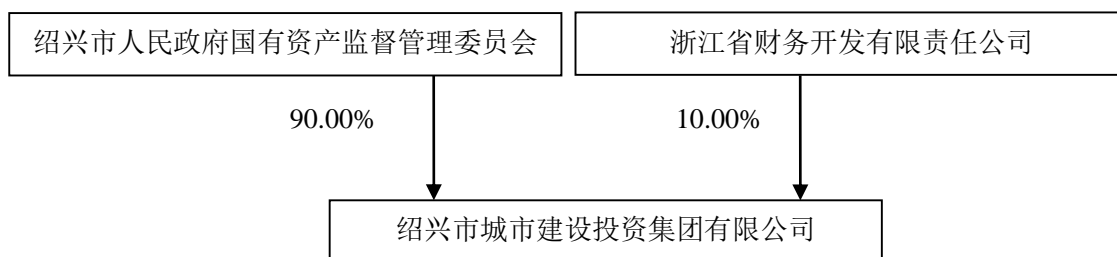 绍兴市人民政府国有资产监督管理委员会
浙江省财务开发有限责任公司
90.00%
10.00%
绍兴市城市建设投资集团有限公司